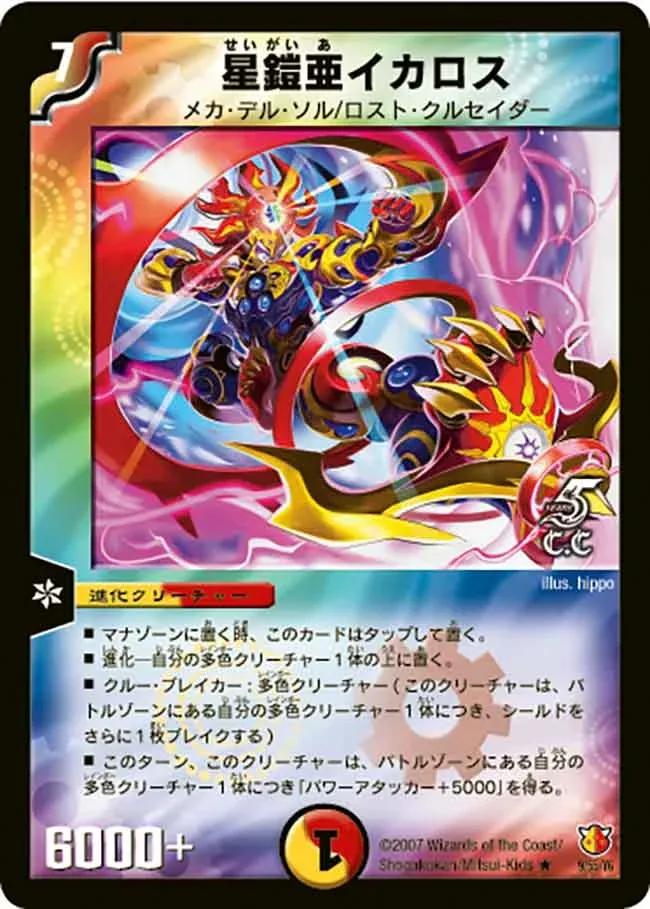 7
せいがいあ
星鎧亜イカロス
メカ・デル・ソル/ロスト・クルセイダー
5
C.C
illus. hippo
進化クリーチャー
■ マナゾーンに置く時、このカードはタップして置く。
■ 進化―自分の多色クリーチャー1体の上に置く。
■ クルー・ブレイカー：多色クリーチャー（このクリーチャーは、バ
トルゾーンにある自分の多色クリーチャー1体につき、シールドを
さらに1枚ブレイクする）
■ このターン、このクリーチャーは、バトルゾーンにある自分の
多色クリーチャー1体につき「パワーアタッカー+5000」を得る。
6000+
1
©2007 Wizards of the Coast/
Shogakukan/Mitsui-Kids ★
9/55 Y6